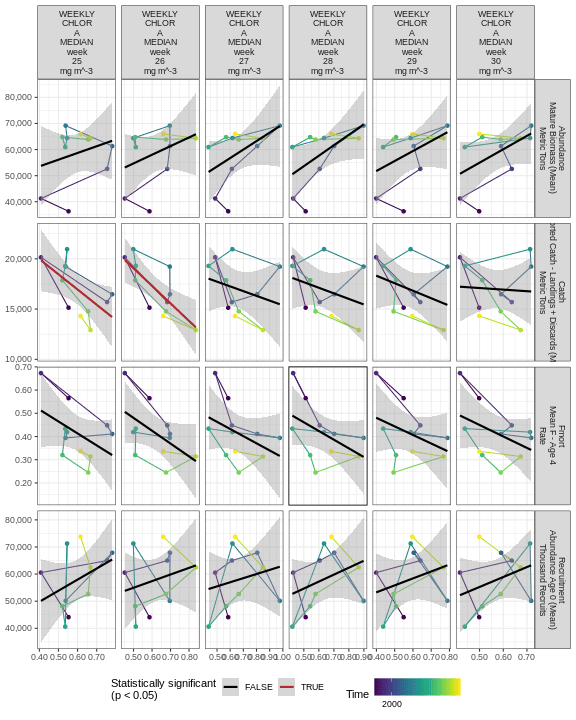 WEEKLY CHLOR A MEDIAN week 25 mg m^-3
WEEKLY CHLOR A MEDIAN week 26 mg m^-3
WEEKLY CHLOR A MEDIAN week 27 mg m^-3
WEEKLY CHLOR A MEDIAN week 28 mg m^-3
WEEKLY CHLOR A MEDIAN week 29 mg m^-3
WEEKLY CHLOR A MEDIAN week 30 mg m^-3
80,000
70,000
60,000
50,000
40,000
Abundance
Mature Biomass (Mean)
Metric Tons
20,000
15,000
10,000
Catch
Catch - Landings + Discards (M
Metric Tons
0.70
0.60
0.50
0.40
0.30
0.20
Fmort
Mean F - Age 4
Rate
80,000
70,000
60,000
50,000
40,000
Recruitment
Abundance Age 0 (Mean)
Thousand Recruits
0.40 0.50 0.60 0.70
0.50 0.60 0.70 0.80
0.50 0.60 0.70 0.80 0.90 1.00
0.50 0.60 0.70 0.80 0.90
0.40 0.50 0.60 0.70 0.80
0.50 0.60 0.70
Statistically significant
(p < 0.05)
FALSE
TRUE
Time
2000